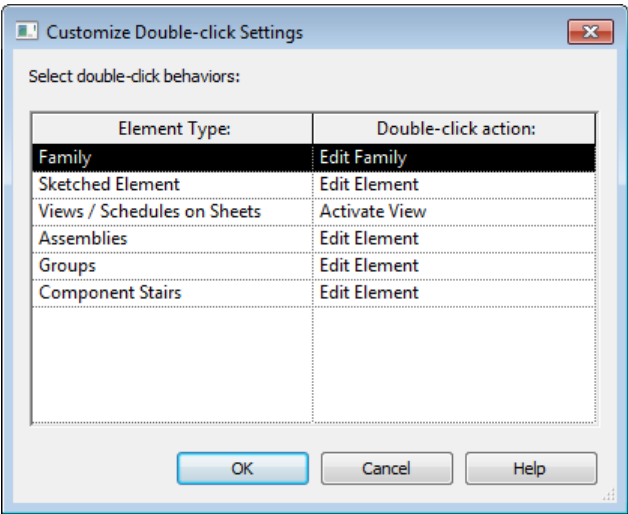 Customize Double-click Settings
Select double-click behaviors:
Element Type: Double-click action:
Family Edit Family
Sketched Element Edit Element
Views / Schedules on Sheets Activate View
Assemblies Edit Element
Groups Edit Element
Component Stairs Edit Element
OK Cancel Help